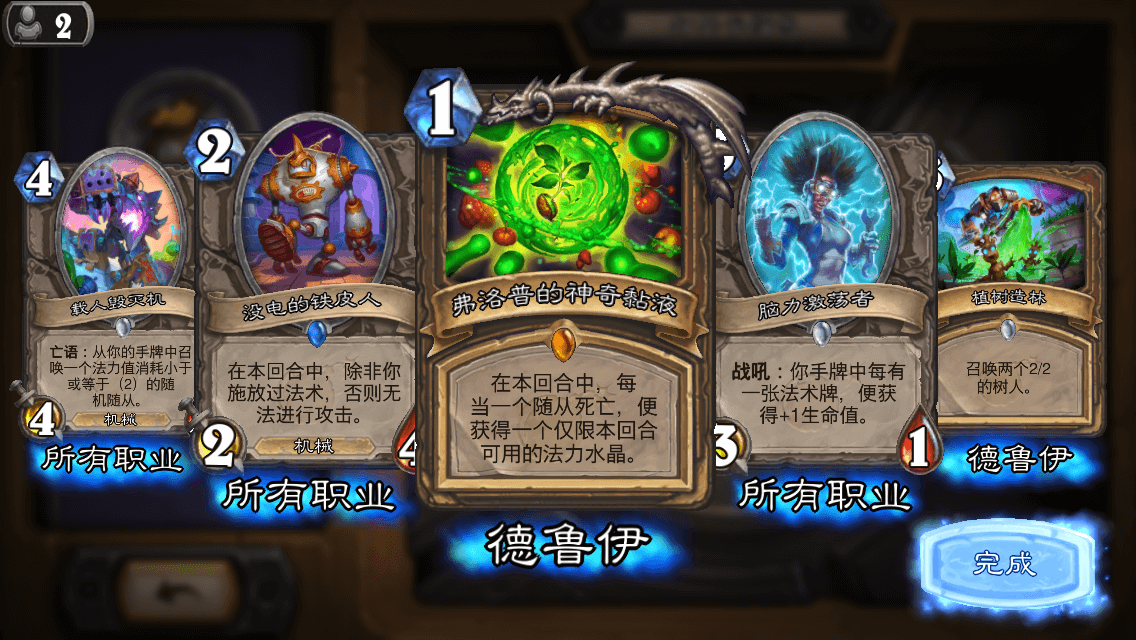 2
4
载人毁灭机
亡语：从你的手牌中召
唤一个法力值消耗小于
或等于（2）的随
机随从。
机械
4
所有职业
2
没电的铁皮人
在本回合中，除非你
施放过法术，否则无
法进行攻击。
机械
2
4
所有职业
1
弗洛普的神奇黏液
在本回合中，每
当一个随从死亡，便
获得一个仅限本回合
可用的法力水晶。
德鲁伊
脑力激荡者
战吼：你手牌中每有
一张法术牌，便获
得+1生命值。
3
1
所有职业
植树造林
召唤两个2/2
的树人。
德鲁伊
完成